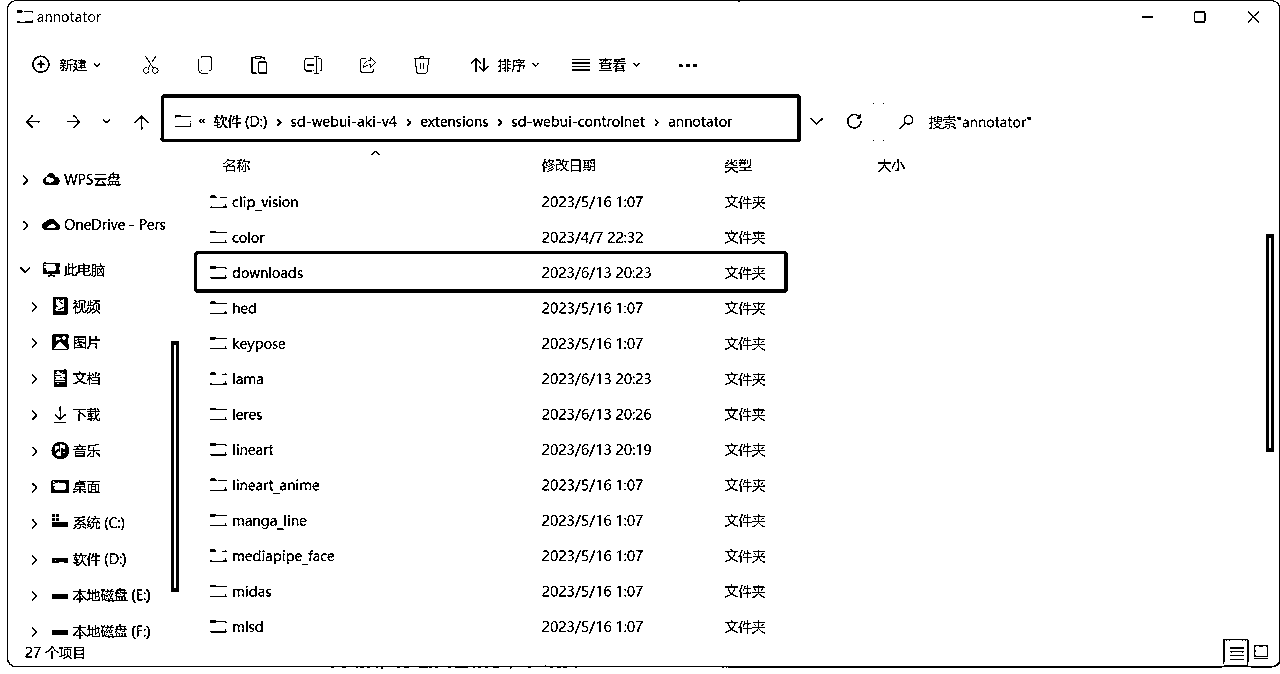 annotator
新建 排序 查看 ...
« 软件 (D:) › sd-webui-aki-v4 › extensions › sd-webui-controlnet › annotator 搜索"annotator"
名称 修改日期 类型 大小
WPS云盘
OneDrive - Pers
此电脑
视频
图片
文档
下载
音乐
桌面
系统 (C:)
软件 (D:)
本地磁盘 (E:)
本地磁盘 (F:)
clip_vision 2023/5/16 1:07 文件夹
color 2023/4/7 22:32 文件夹
downloads 2023/6/13 20:23 文件夹
hed 2023/5/16 1:07 文件夹
keypose 2023/5/16 1:07 文件夹
lama 2023/6/13 20:23 文件夹
leres 2023/6/13 20:26 文件夹
lineart 2023/6/13 20:19 文件夹
lineart_anime 2023/5/16 1:07 文件夹
manga_line 2023/5/16 1:07 文件夹
mediapipe_face 2023/5/16 1:07 文件夹
midas 2023/5/16 1:07 文件夹
mlsd 2023/5/16 1:07 文件夹
27 个项目